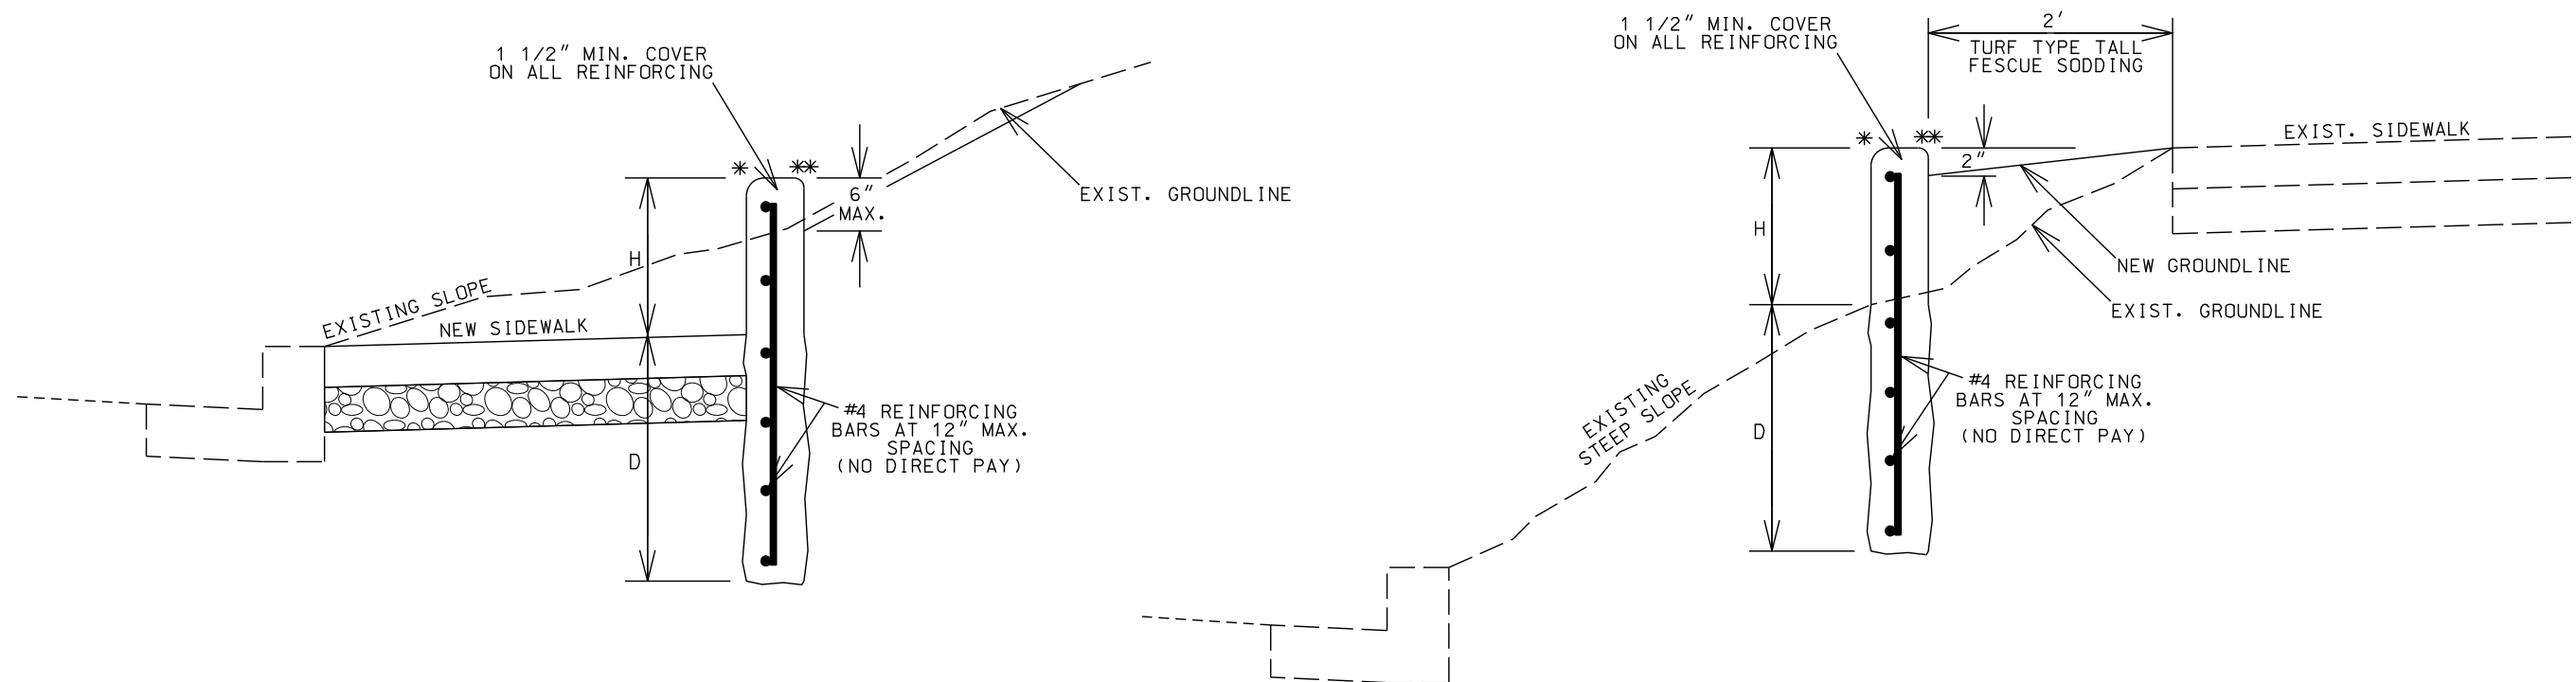 1 1/2" MIN. COVER
ON ALL REINFORCING
* **
6"
MAX.
EXIST. GROUNDLINE
H
EXISTING SLOPE
NEW SIDEWALK
#4 REINFORCING
BARS AT 12" MAX.
SPACING
(NO DIRECT PAY)
D
1 1/2" MIN. COVER
ON ALL REINFORCING
2'
TURF TYPE TALL
FESCUE SODDING
* **
2"
EXIST. SIDEWALK
H
NEW GROUNDLINE
EXIST. GROUNDLINE
EXISTING
STEEP SLOPE
#4 REINFORCING
BARS AT 12" MAX.
SPACING
(NO DIRECT PAY)
D